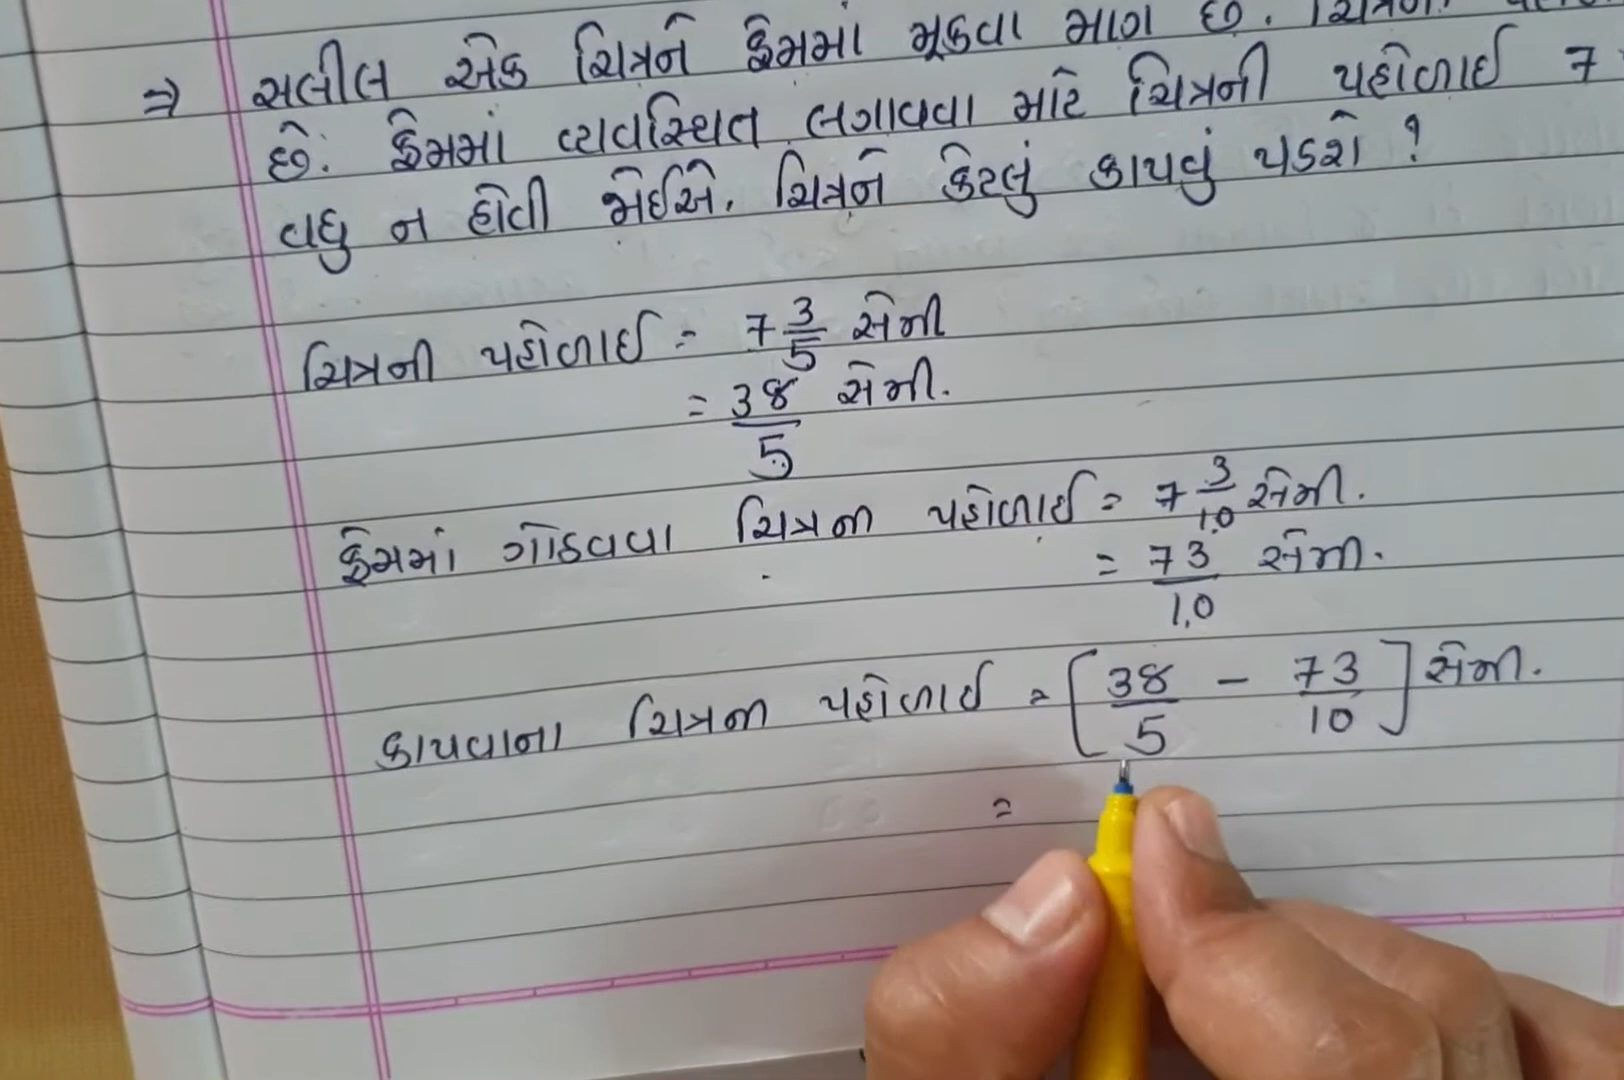 ⇒ સલીલ એક ચિત્રને ફ્રેમમાં મૂકવા માગે છે.
છે. ફ્રેમમાં વ્યવસ્થિત લગાવવા માટે ચિત્રની પહોળાઈ 7
વધુ ન હોવી જોઈએ. ચિત્રને કેટલું કાપવું પડશે ?
ચિત્રની પહોળાઈ = 7 3/5 સેમી
= 38/5 સેમી.
ફ્રેમમાં ગોઠવવા ચિત્રની પહોળાઈ = 7 3/10 સેમી.
= 73/10 સેમી.
કાપવાના ચિત્રની પહોળાઈ = [38/5 - 73/10] સેમી.
=